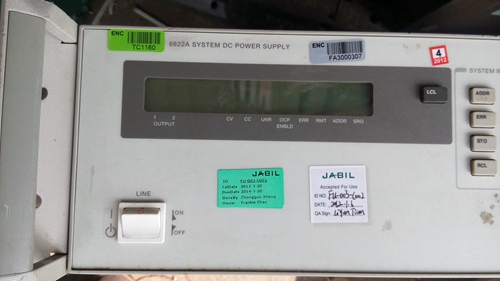 ENC
TC1160
6622A SYSTEM DC POWER SUPPLY
ENC
FA3000307
4
2012
SYSTEM
LCL
ADDR
ERR
STO
RCL
1 2 CV CC UNR OCP ERR RMT ADDR SRQ
OUTPUT ENBLD
JABIL
JABIL
Accepted For Use
ID NO.
DATE:
QA Sign:
LINE
ON
OFF